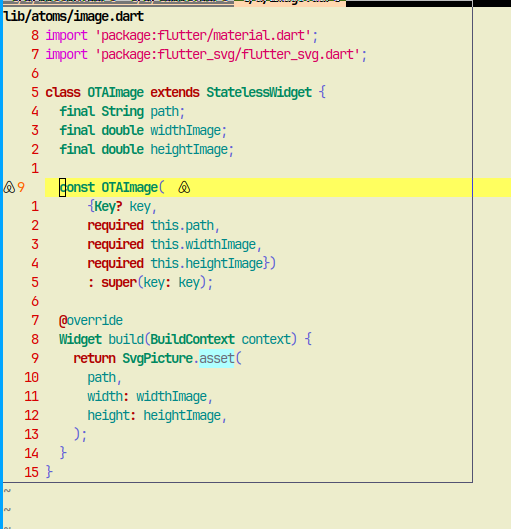 lib/atoms/image.dart
8 import 'package:flutter/material.dart';
7 import 'package:flutter_svg/flutter_svg.dart';
6
5 class OTAImage extends StatelessWidget {
4   final String path;
3   final double widthImage;
2   final double heightImage;
1
9   const OTAImage(
1       {Key? key,
2       required this.path,
3       required this.widthImage,
4       required this.heightImage})
5       : super(key: key);
6
7   @override
8   Widget build(BuildContext context) {
9     return SvgPicture.asset(
10       path,
11       width: widthImage,
12       height: heightImage,
13     );
14   }
15 }
~
~
~